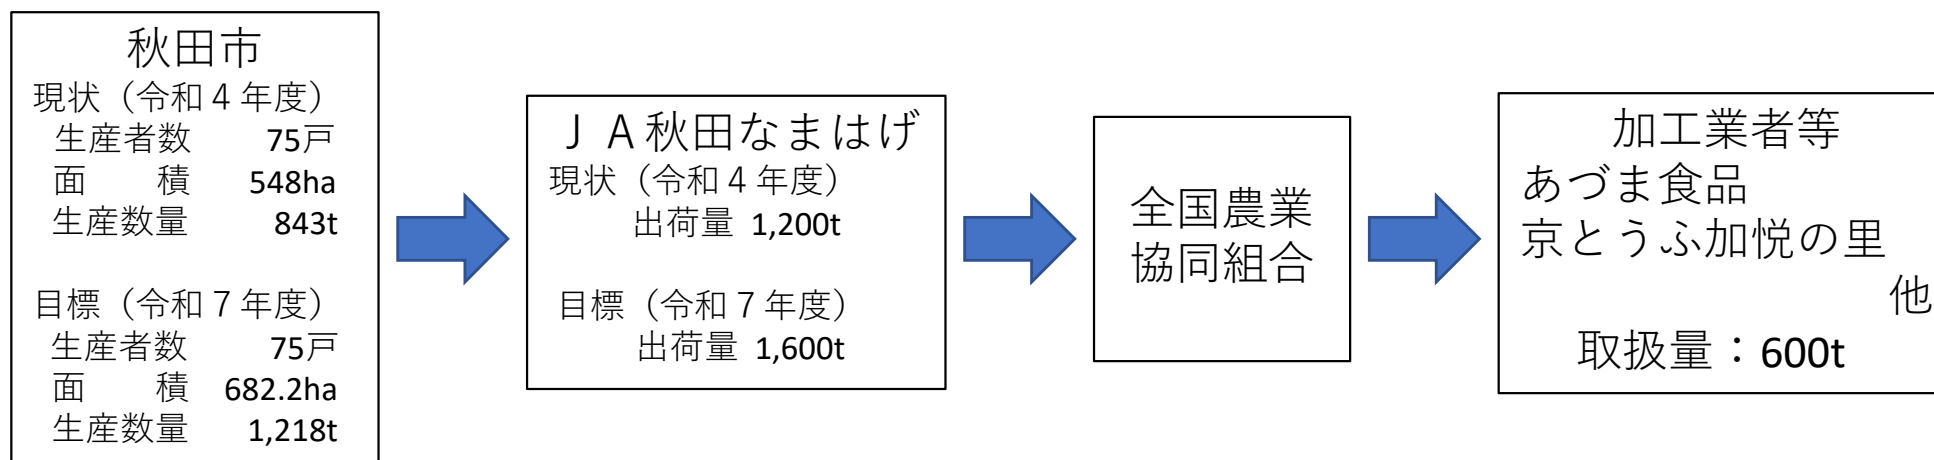 秋田市
現状（令和４年度）
生産者数　75戸
面　　積　548ha
生産数量　843t
目標（令和７年度）
生産者数　75戸
面　　積　682.2ha
生産数量　1,218t
ＪＡ秋田なまはげ
現状（令和４年度）
出荷量 1,200t
目標（令和７年度）
出荷量 1,600t
全国農業
協同組合
加工業者等
あづま食品
京とうふ加悦の里
他
取扱量：600t